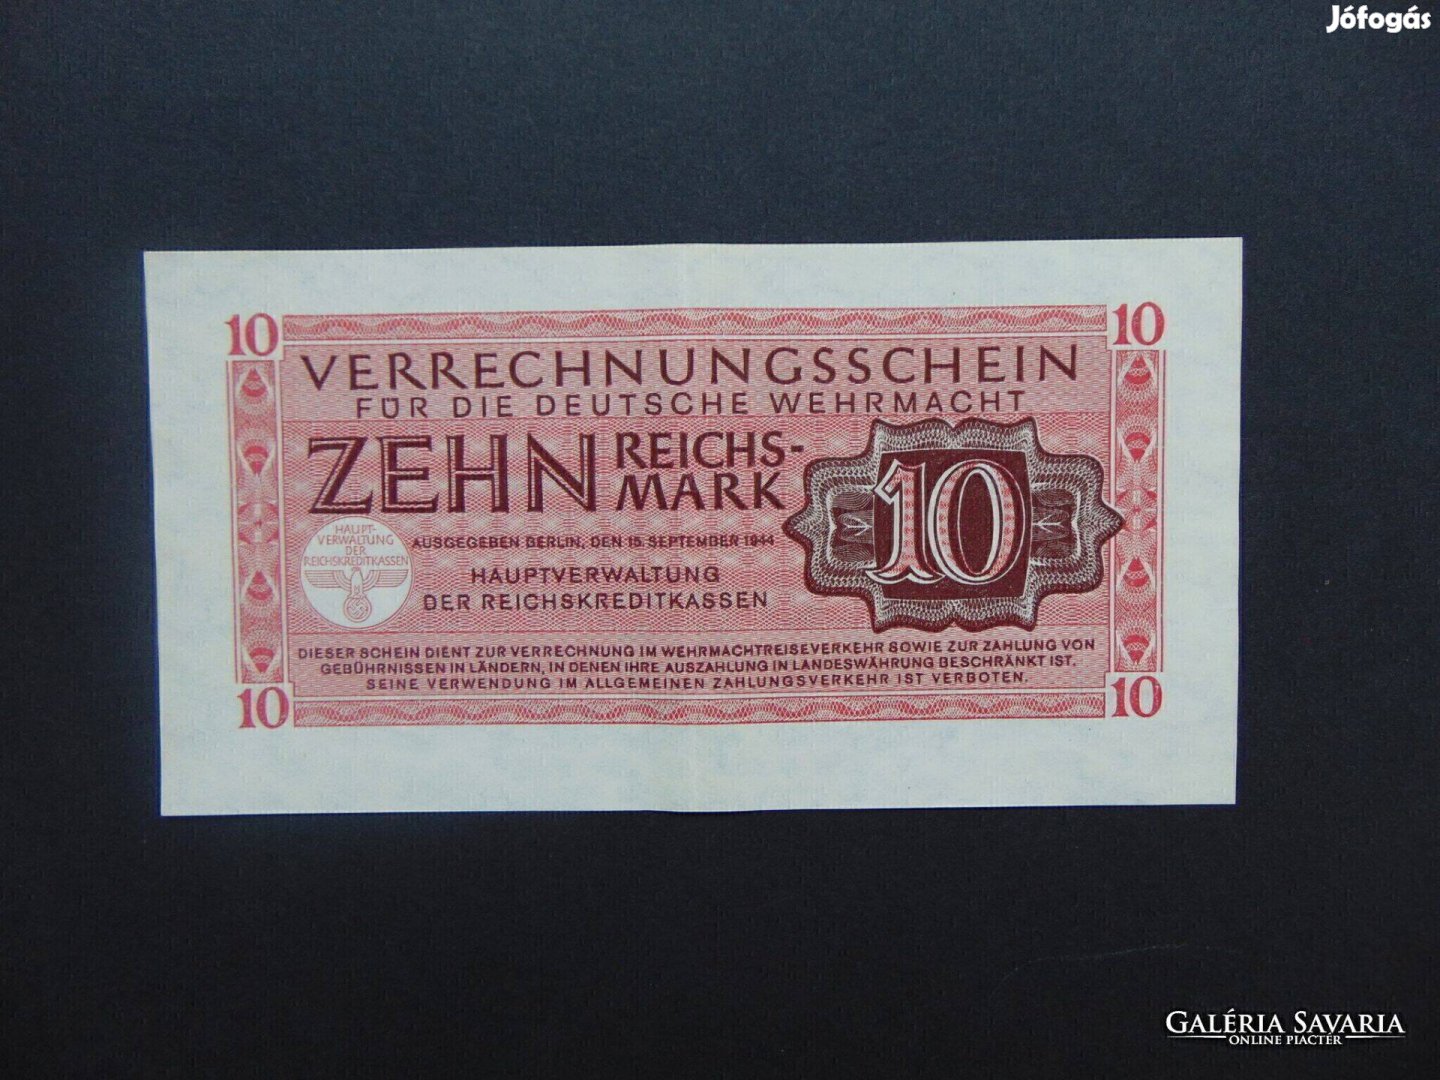 Jófogás
10
10
VERRECHNUNGSSCHEIN
FÜR DIE DEUTSCHE WEHRMACHT
ZEHN REICHS-
MARK
10
HAUPT-
VERWALTUNG
DER
REICHSKREDITKASSEN
AUSGEGEBEN BERLIN, DEN 15. SEPTEMBER 1944
HAUPTVERWALTUNG
DER REICHSKREDITKASSEN
DIESER SCHEIN DIENT ZUR VERRECHNUNG IM WEHRMACHTREISEVERKEHR SOWIE ZUR ZAHLUNG VON
GEBÜHRNISSEN IN LÄNDERN, IN DENEN IHRE AUSZAHLUNG IN LANDESWÄHRUNG BESCHRÄNKT IST.
SEINE VERWENDUNG IM ALLGEMEINEN ZAHLUNGSVERKEHR IST VERBOTEN.
10
10
GALÉRIA SAVARIA
ONLINE PIACTÉR